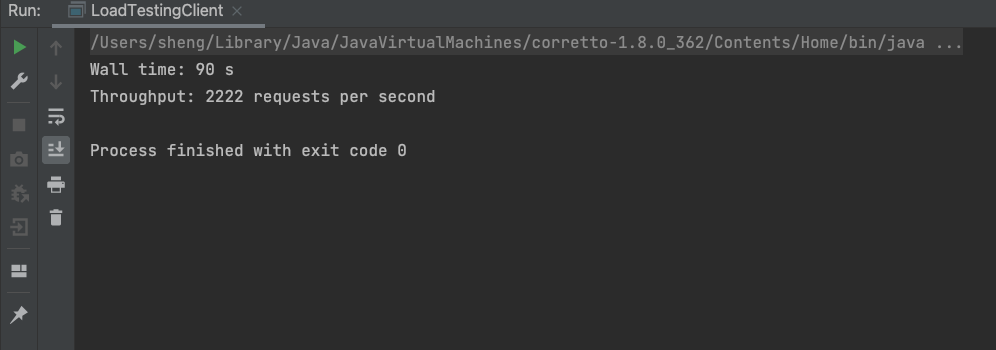 Run: LoadTestingClient
/Users/sheng/Library/Java/JavaVirtualMachines/corretto-1.8.0_362/Contents/Home/bin/java ...
Wall time: 90 s
Throughput: 2222 requests per second
Process finished with exit code 0